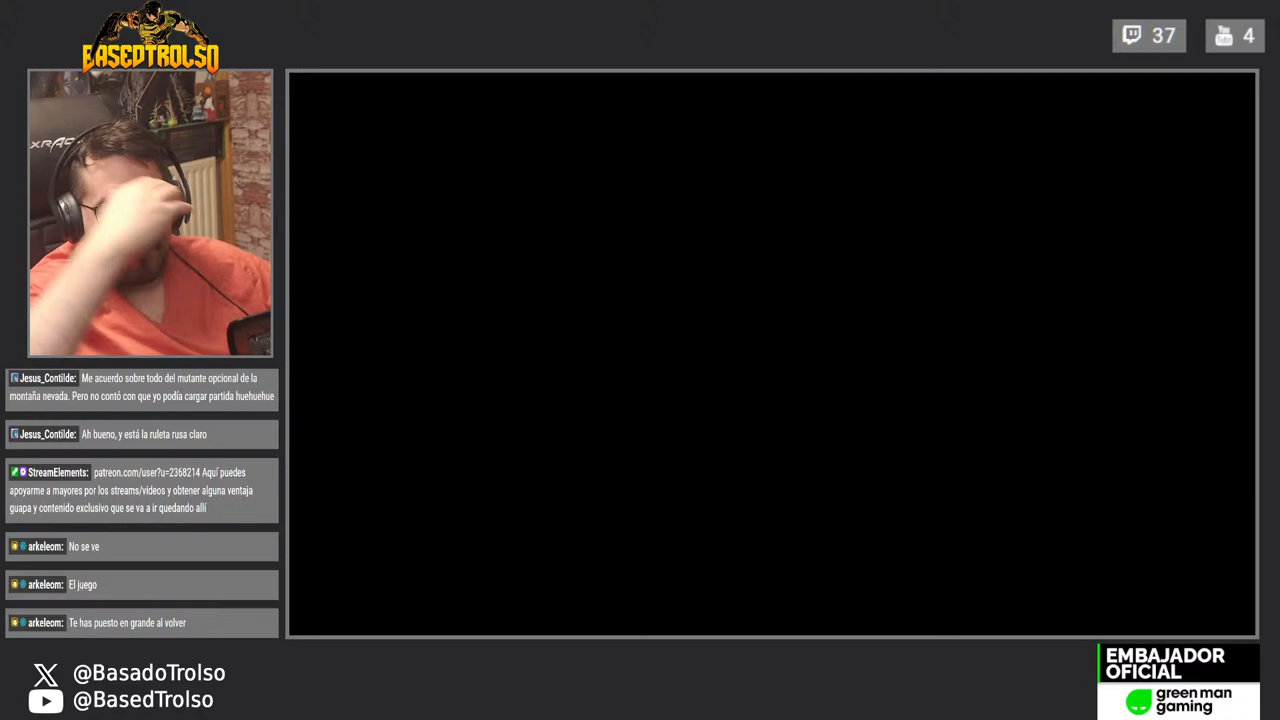 BASEDTROLSO
37
4
XRAC
Jesus_Contilde: Me acuerdo sobre todo del mutante opcional de la
montaña nevada. Pero no contó con que yo podía cargar partida huehuehue
Jesus_Contilde: Ah bueno, y está la ruleta rusa claro
StreamElements: patreon.com/user?u=2368214 Aquí puedes
apoyarme a mayores por los streams/videos y obtener alguna ventaja
guapa y contenido exclusivo que se va a ir quedando allí
arkeleom: No se ve
arkeleom: El juego
arkeleom: Te has puesto en grande al volver
@BasadoTrolso
@BasedTrolso
EMBAJADOR
OFICIAL
green man
gaming